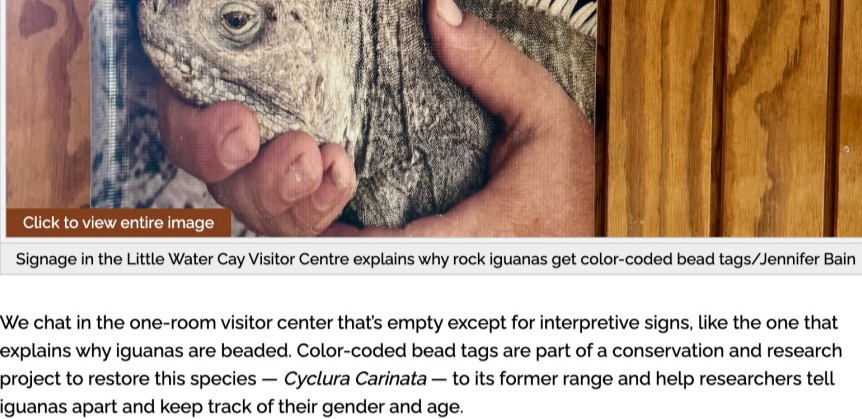 Click to view entire image
Signage in the Little Water Cay Visitor Centre explains why rock iguanas get color-coded bead tags/Jennifer Bain
We chat in the one-room visitor center that's empty except for interpretive signs, like the one that
explains why iguanas are beaded. Color-coded bead tags are part of a conservation and research
project to restore this species — Cyclura Carinata — to its former range and help researchers tell
iguanas apart and keep track of their gender and age.